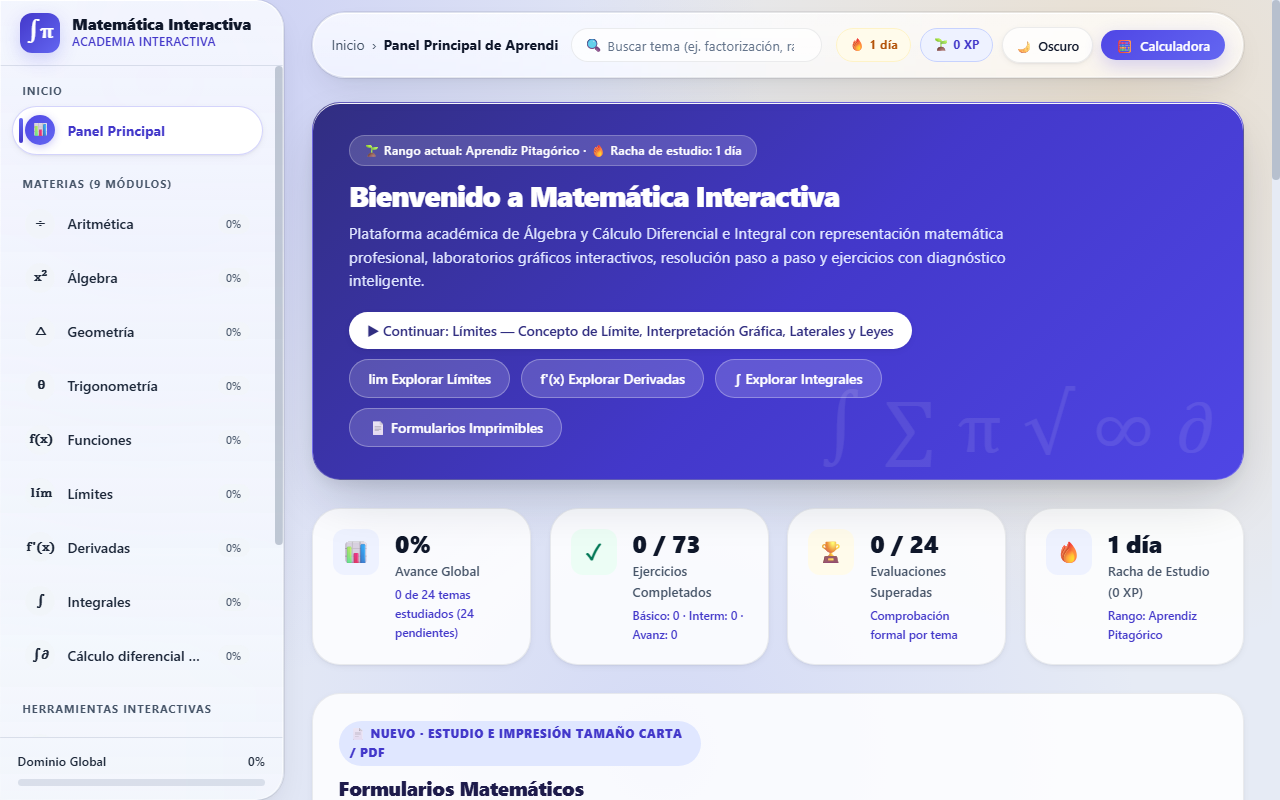 ∫π
Matemática Interactiva
ACADEMIA INTERACTIVA
INICIO
Panel Principal
MATERIAS (9 MÓDULOS)
÷ Aritmética 0%
x² Álgebra 0%
△ Geometría 0%
θ Trigonometría 0%
f(x) Funciones 0%
lím Límites 0%
f'(x) Derivadas 0%
∫ Integrales 0%
∫∂ Cálculo diferencial ... 0%
HERRAMIENTAS INTERACTIVAS
Dominio Global 0%
Inicio › Panel Principal de Aprendi
Buscar tema (ej. factorización, ra
1 día
0 XP
Oscuro
Calculadora
Rango actual: Aprendiz Pitagórico · Racha de estudio: 1 día
Bienvenido a Matemática Interactiva
Plataforma académica de Álgebra y Cálculo Diferencial e Integral con representación matemática
profesional, laboratorios gráficos interactivos, resolución paso a paso y ejercicios con diagnóstico
inteligente.
▶ Continuar: Límites — Concepto de Límite, Interpretación Gráfica, Laterales y Leyes
lim Explorar Límites
f'(x) Explorar Derivadas
∫ Explorar Integrales
Formularios Imprimibles
∫ ∑ π √ ∞ ∂
0%
Avance Global
0 de 24 temas
estudiados (24
pendientes)
✓
0 / 73
Ejercicios
Completados
Básico: 0 · Interm: 0 ·
Avanz: 0
0 / 24
Evaluaciones
Superadas
Comprobación
formal por tema
1 día
Racha de Estudio
(0 XP)
Rango: Aprendiz
Pitagórico
NUEVO · ESTUDIO E IMPRESIÓN TAMAÑO CARTA
/ PDF
Formularios Matemáticos